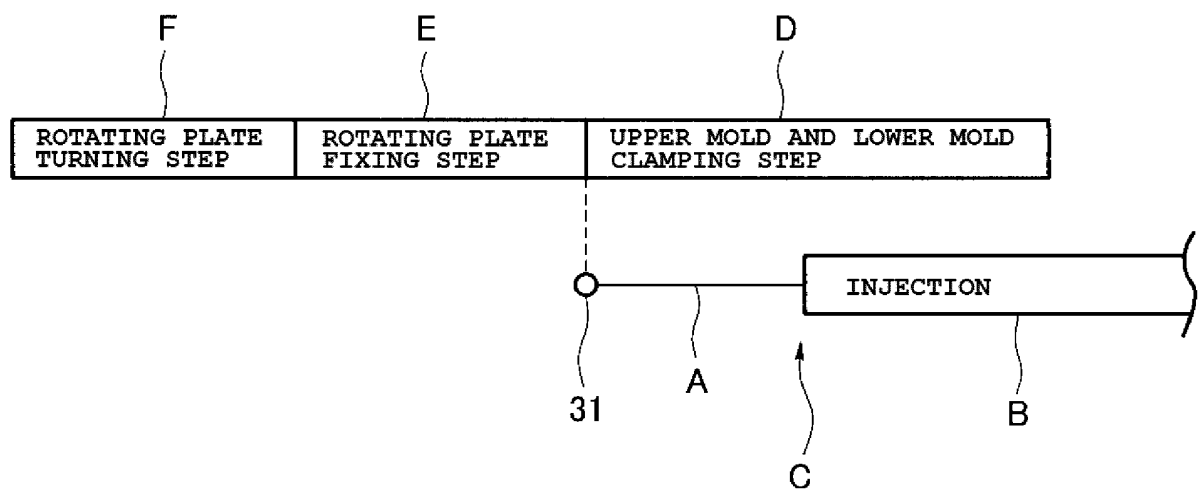 F
E
D
ROTATING PLATE
TURNING STEP
ROTATING PLATE
FIXING STEP
UPPER MOLD AND LOWER MOLD
CLAMPING STEP
INJECTION
31
A
C
B